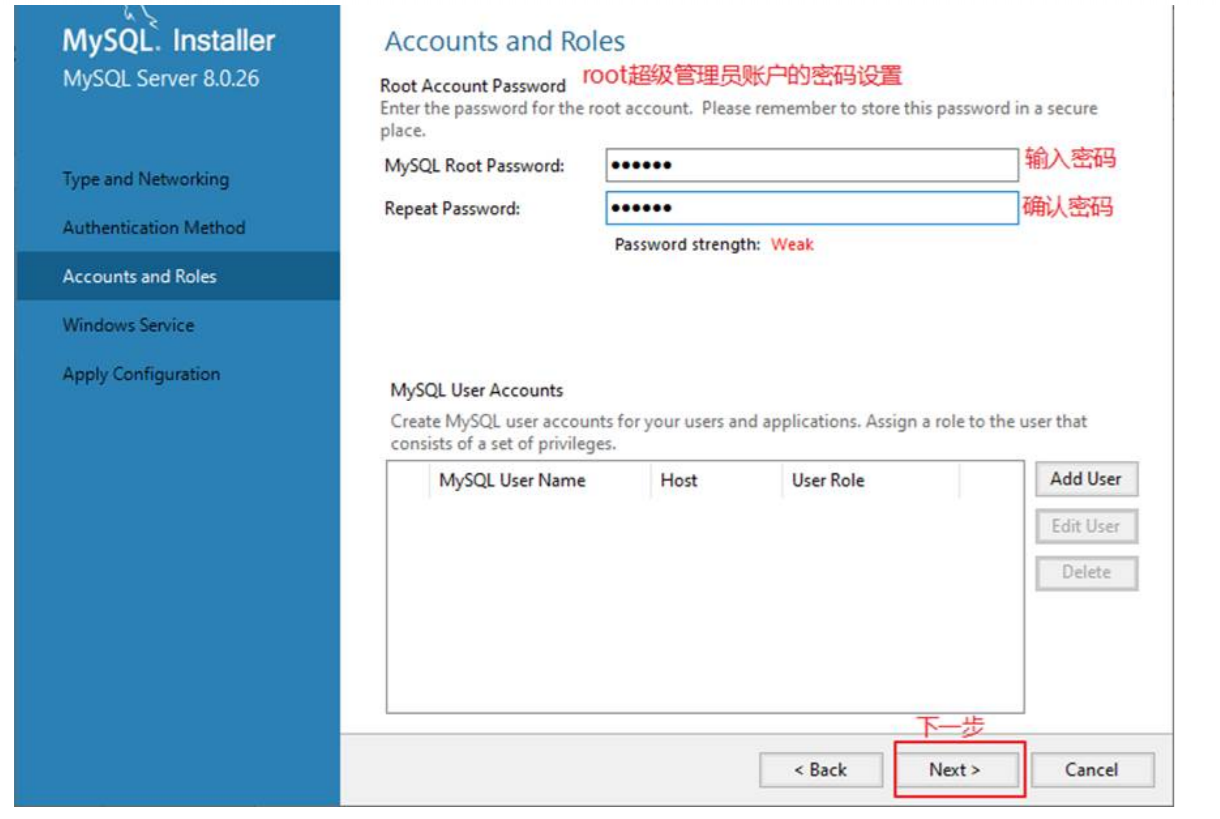 MySQL. Installer
MySQL Server 8.0.26
Type and Networking
Authentication Method
Accounts and Roles
Windows Service
Apply Configuration
Accounts and Roles
Root Account Password root超级管理员账户的密码设置
Enter the password for the root account. Please remember to store this password in a secure
place.
MySQL Root Password: ●●●●●● 输入密码
Repeat Password: ●●●●●● 确认密码
Password strength: Weak
MySQL User Accounts
Create MySQL user accounts for your users and applications. Assign a role to the user that
consists of a set of privileges.
MySQL User Name Host User Role
Add User
Edit User
Delete
下一步
< Back Next > Cancel